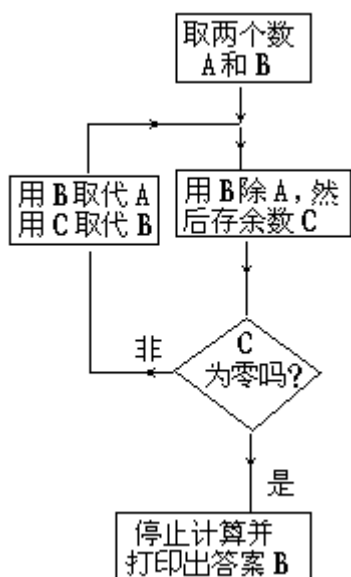 取两个数
A和B
用B取代A
用C取代B
用B除A,然
后存余数C
非
C
为零吗?
是
停止计算并
打印出答案B